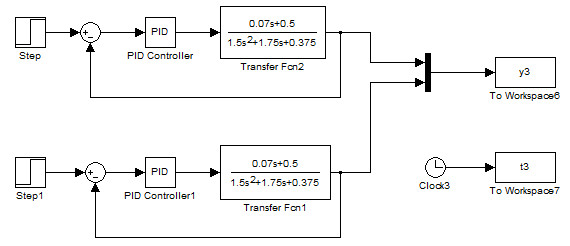 Step
+
-
PID
PID Controller
0.07s+0.5
1.5s2+1.75s+0.375
Transfer Fcn2
y3
To Workspace6
Step1
+
-
PID
PID Controller1
0.07s+0.5
1.5s2+1.75s+0.375
Transfer Fcn1
Clock3
t3
To Workspace7